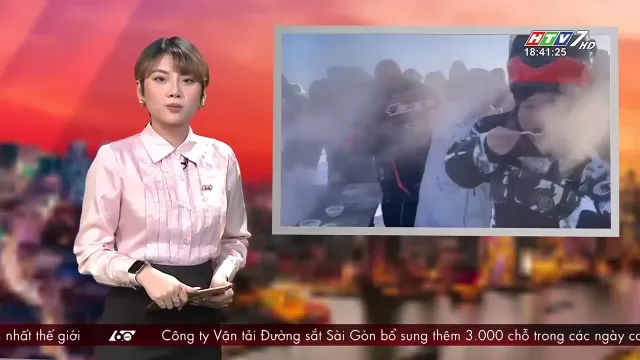 HTV7 HD
18:41:25
n nhất thế giới 60 Công ty Vận tải Đường sắt Sài Gòn bổ sung thêm 3.000 chỗ trong các ngày c